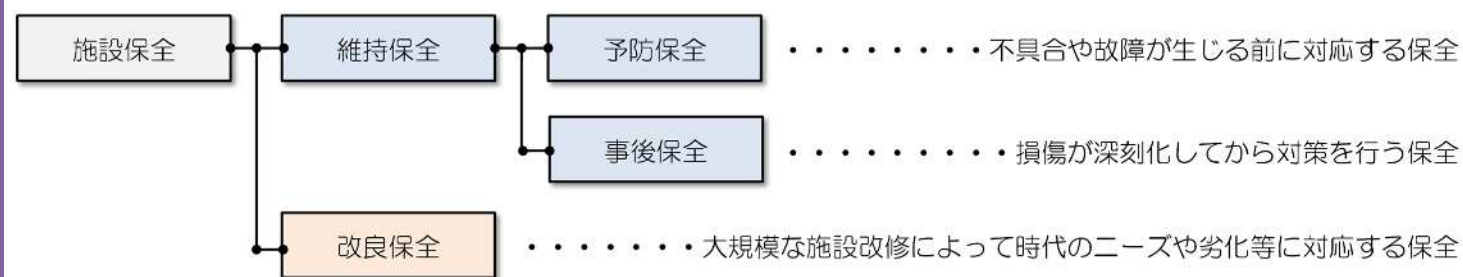 施設保全 維持保全 予防保全 ・・・・・・・・不具合や故障が生じる前に対応する保全
事後保全 ・・・・・・・・・損傷が深刻化してから対策を行う保全
改良保全 ・・・・・・・大規模な施設改修によって時代のニーズや劣化等に対応する保全